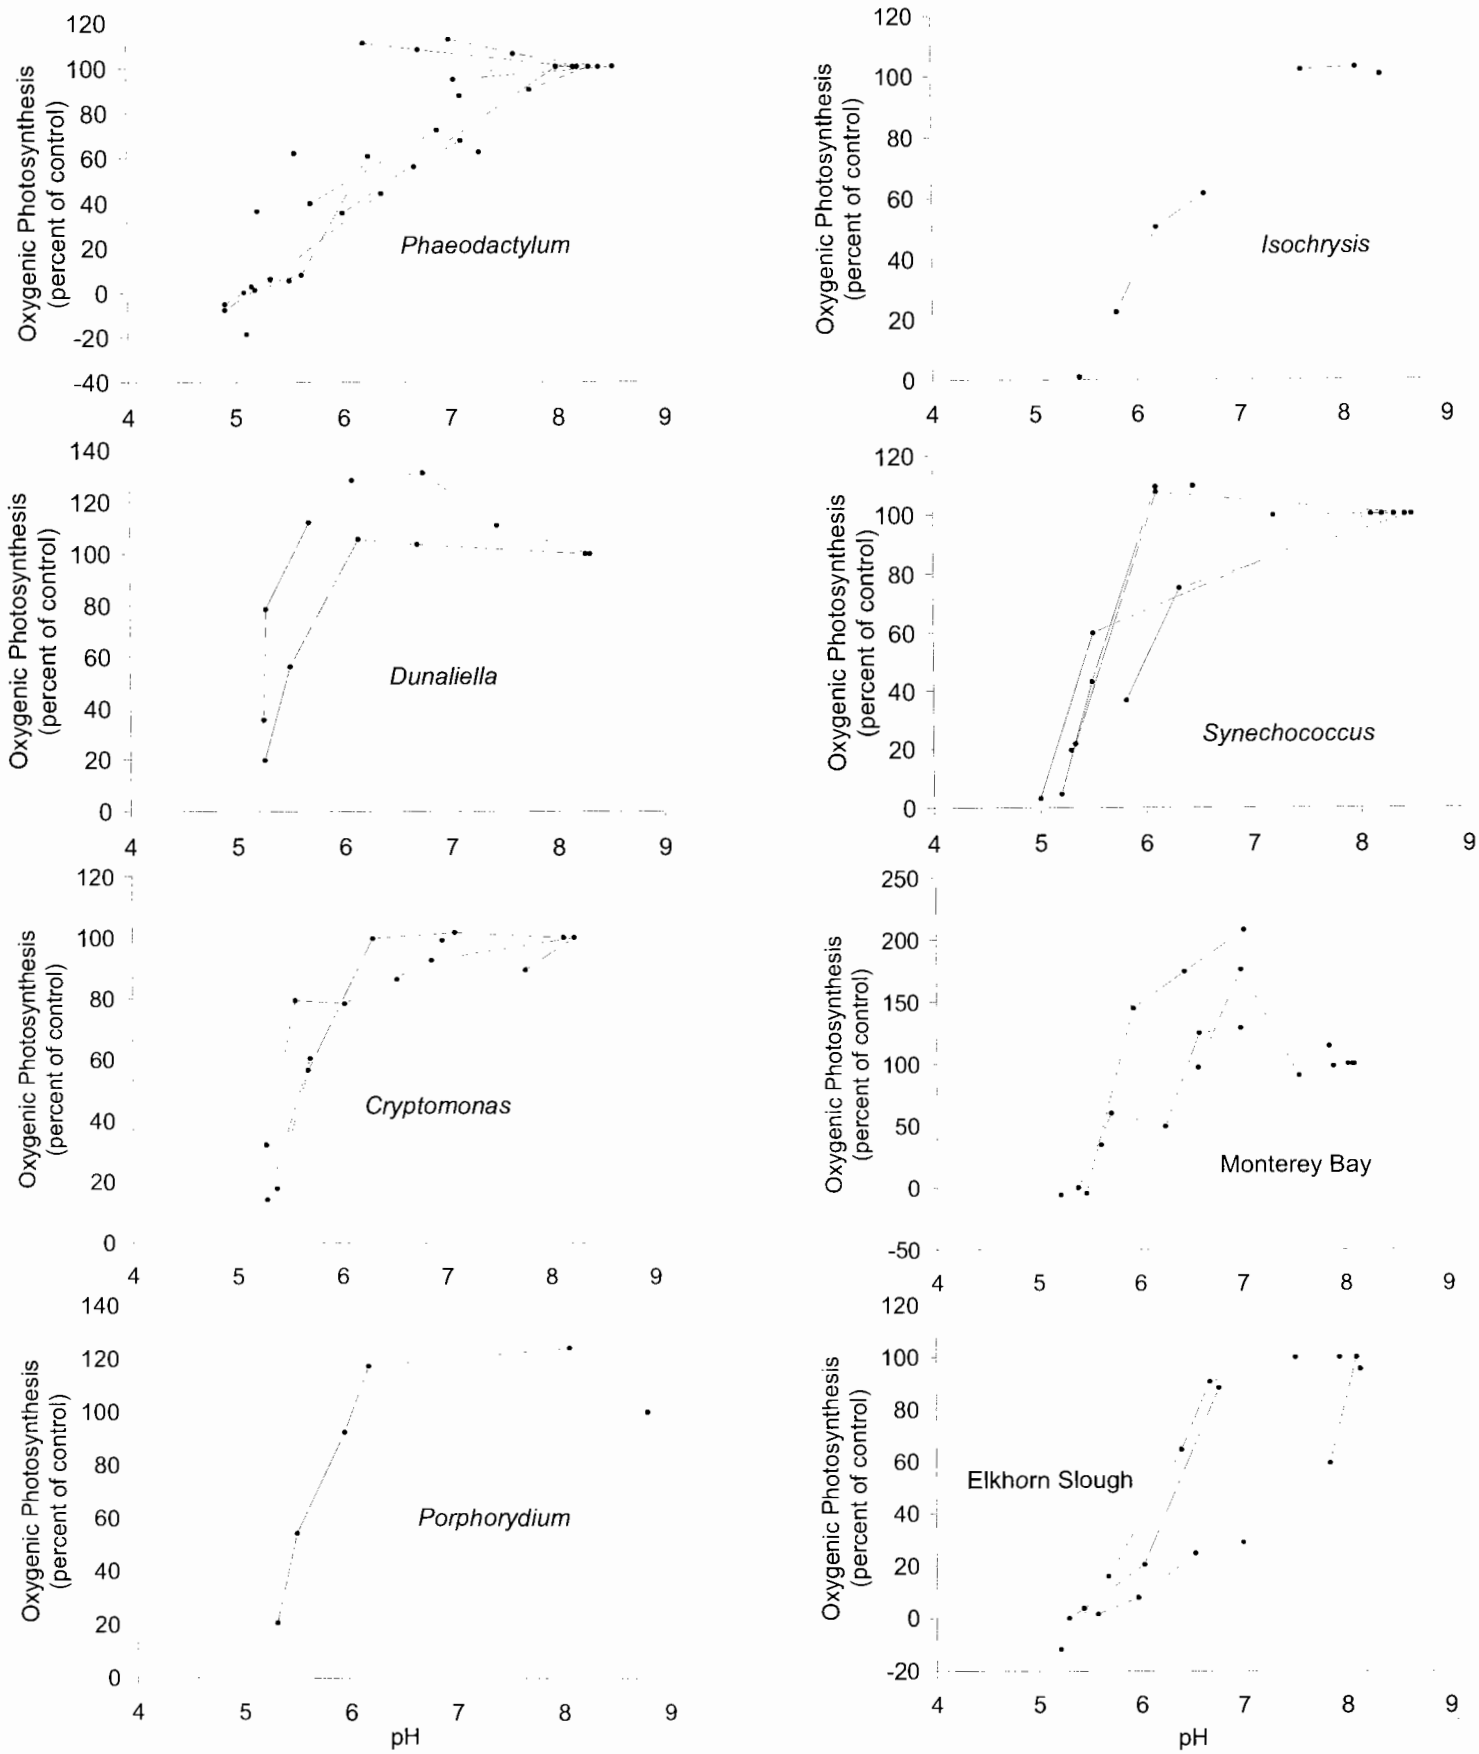 Oxygenic Photosynthesis
(percent of control)
120
100
80
60
40
20
0
-20
-40
4 5 6 7 8 9
Phaeodactylum
Oxygenic Photosynthesis
(percent of control)
120
100
80
60
40
20
0
4 5 6 7 8 9
Isochrysis
Oxygenic Photosynthesis
(percent of control)
140
120
100
80
60
40
20
0
4 5 6 7 8 9
Dunaliella
Oxygenic Photosynthesis
(percent of control)
120
100
80
60
40
20
0
4 5 6 7 8 9
Synechococcus
Oxygenic Photosynthesis
(percent of control)
120
100
80
60
40
20
0
4 5 6 7 8 9
Cryptomonas
Oxygenic Photosynthesis
(percent of control)
250
200
150
100
50
0
-50
4 5 6 7 8 9
Monterey Bay
Oxygenic Photosynthesis
(percent of control)
140
120
100
80
60
40
20
0
4 5 6 7 8 9
pH
Porphorydium
Oxygenic Photosynthesis
(percent of control)
120
100
80
60
40
20
0
-20
4 5 6 7 8 9
pH
Elkhorn Slough